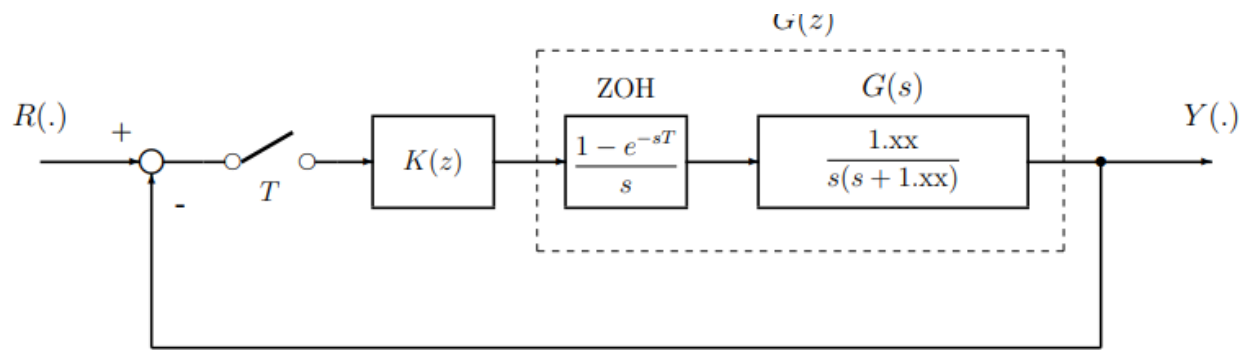 G(z)
ZOH
G(s)
R(.)
+
-
T
K(z)
1 − e^{−sT}
s
1.xx
s(s + 1.xx)
Y(.)